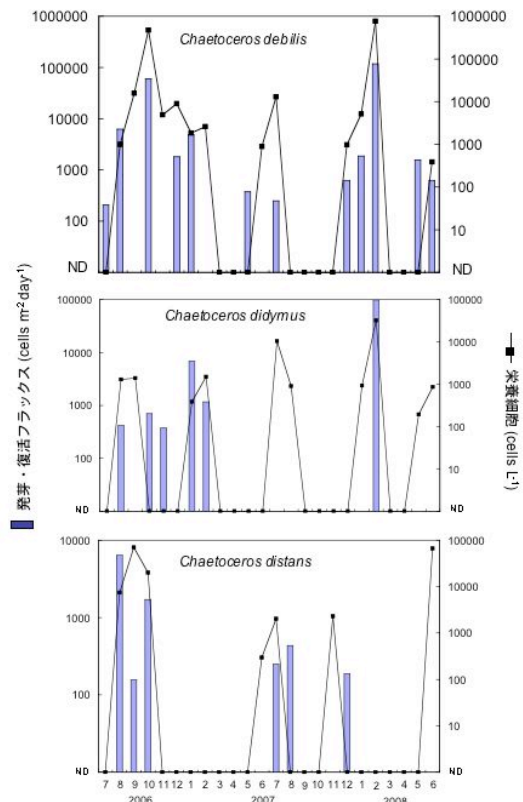 Chaetoceros debilis
1000000
100000
10000
1000
100
ND
1000000
100000
10000
1000
100
10
ND
Chaetoceros didymus
100000
10000
1000
100
ND
100000
10000
1000
100
10
ND
Chaetoceros distans
10000
1000
100
ND
100000
10000
1000
100
10
ND
発芽・復活フラックス (cells m-2day-1)
栄養細胞 (cells L-1)
7 8 9 10 11 12 1 2 3 4 5 6 7 8 9 10 11 12 1 2 3 4 5 6
2006 2007 2008